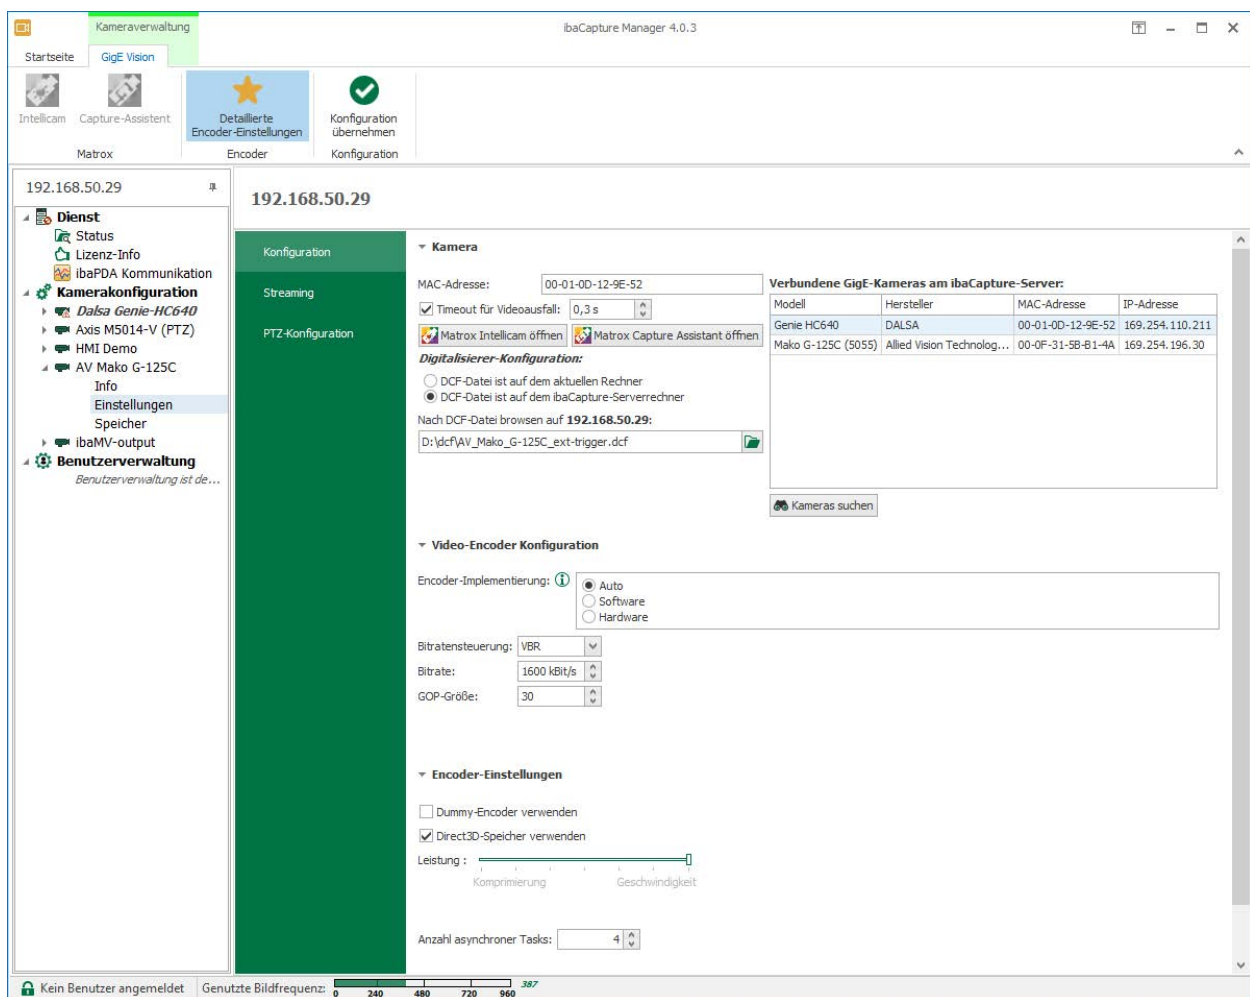 Kameraverwaltung
ibaCapture Manager 4.0.3
Startseite GigE Vision
Intellicam Capture-Assistent Detaillierte Encoder-Einstellungen Konfiguration übernehmen
Matrox Encoder Konfiguration
192.168.50.29
Dienst
Status
Lizenz-Info
ibaPDA Kommunikation
Kamerakonfiguration
Dalsa Genie-HC640
Axis M5014-V (PTZ)
HMI Demo
AV Mako G-125C
Info
Einstellungen
Speicher
ibaMV-output
Benutzerverwaltung
Benutzerverwaltung ist de...
192.168.50.29
Konfiguration
Streaming
PTZ-Konfiguration
Kamera
MAC-Adresse: 00-01-0D-12-9E-52
Timeout für Videoausfall: 0,3 s
Matrox Intellicam öffnen Matrox Capture Assistant öffnen
Digitalisierer-Konfiguration:
DCF-Datei ist auf dem aktuellen Rechner
DCF-Datei ist auf dem ibaCapture-Serverrechner
Nach DCF-Datei browsen auf 192.168.50.29:
D:\dcf\AV_Mako_G-125C_ext-trigger.dcf
Verbundene GigE-Kameras am ibaCapture-Server:
Modell Hersteller MAC-Adresse IP-Adresse
Genie HC640 DALSA 00-01-0D-12-9E-52 169.254.110.211
Mako G-125C (5055) Allied Vision Technolog... 00-0F-31-5B-B1-4A 169.254.196.30
Kameras suchen
Video-Encoder Konfiguration
Encoder-Implementierung: Auto
Software
Hardware
Bitratensteuerung: VBR
Bitrate: 1600 kBit/s
GOP-Größe: 30
Encoder-Einstellungen
Dummy-Encoder verwenden
Direct3D-Speicher verwenden
Leistung :
Komprimierung Geschwindigkeit
Anzahl asynchroner Tasks: 4
Kein Benutzer angemeldet Genutzte Bildfrequenz: 0 240 480 720 960 387